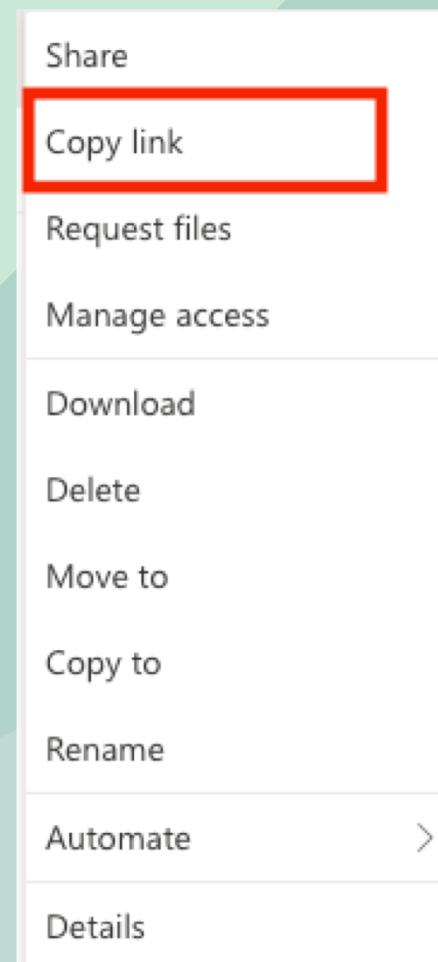 Share
Copy link
Request files
Manage access
Download
Delete
Move to
Copy to
Rename
Automate
Details